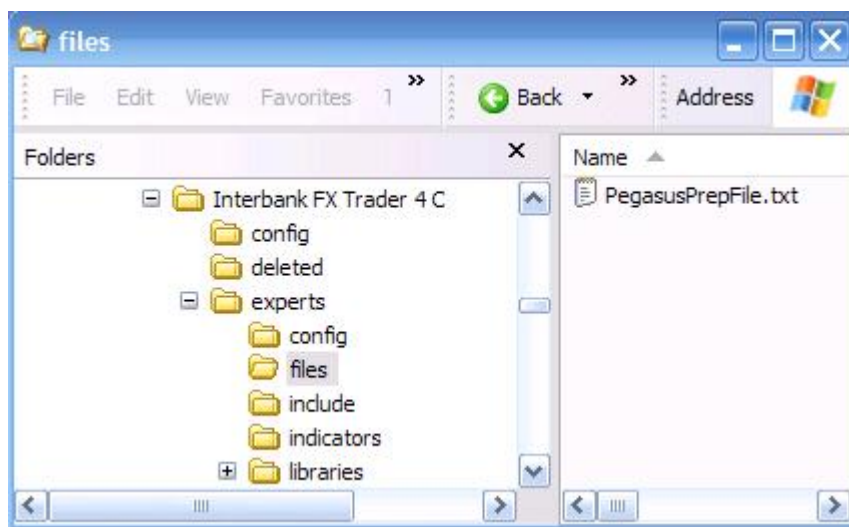 files
File Edit View Favorites » Back » Address
Folders Name
Interbank FX Trader 4 C PegasusPrepFile.txt
config
deleted
experts
config
files
include
indicators
libraries